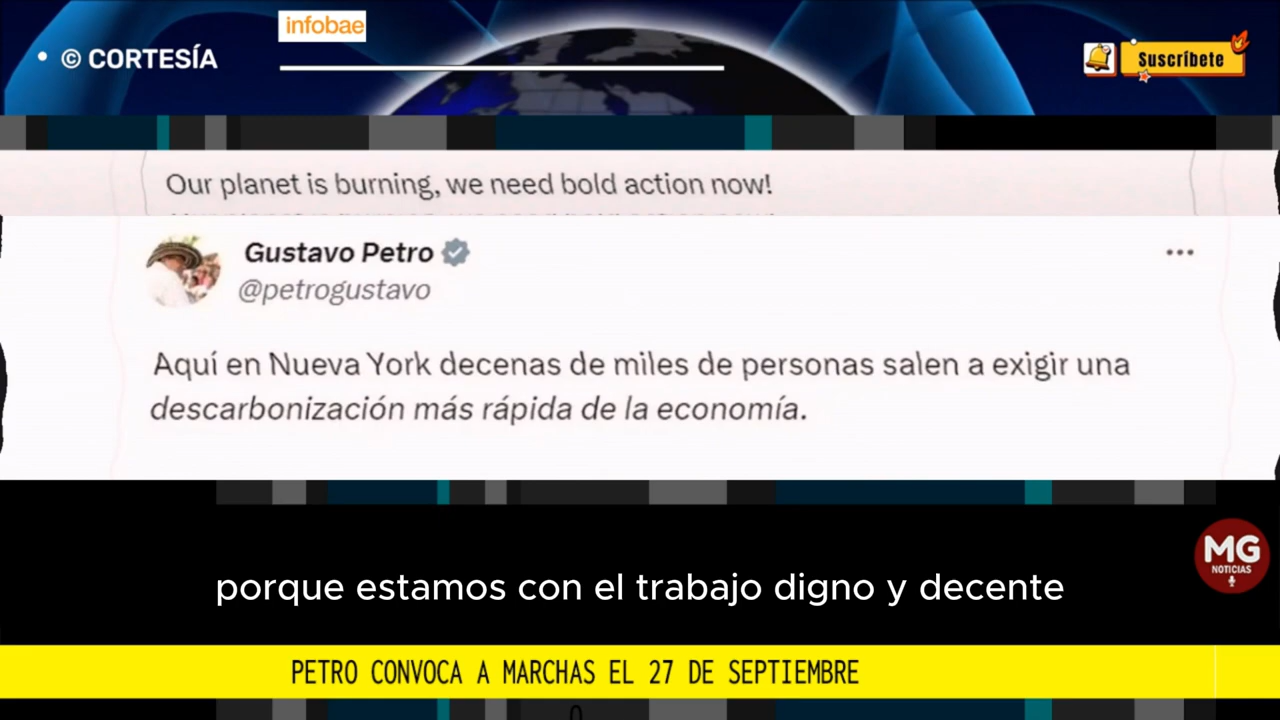 infobae
• © CORTESÍA
Suscríbete
Our planet is burning, we need bold action now!
Gustavo Petro
@petrogustavo
Aquí en Nueva York decenas de miles de personas salen a exigir una
descarbonización más rápida de la economía.
MG
NOTICIAS
porque estamos con el trabajo digno y decente
PETRO CONVOCA A MARCHAS EL 27 DE SEPTIEMBRE